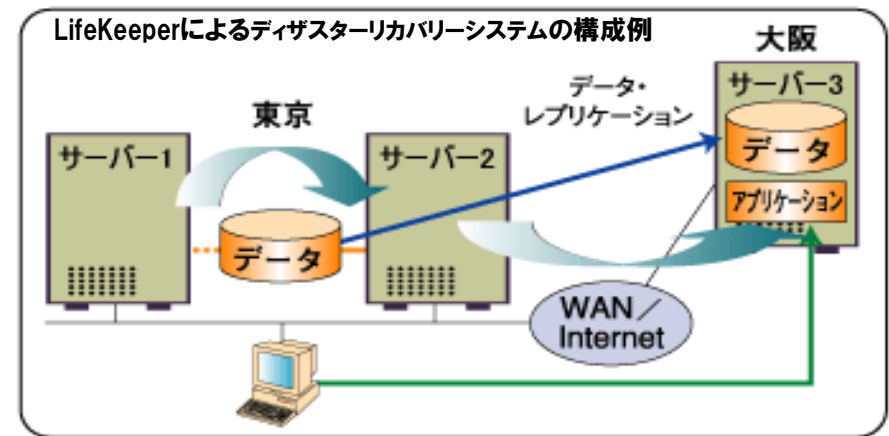 LifeKeeperによるディザスターリカバリーシステムの構成例
大阪
サーバー3
データ・
レプリケーション
東京
データ
サーバー1
サーバー2
アプリケーション
データ
WAN／
Internet